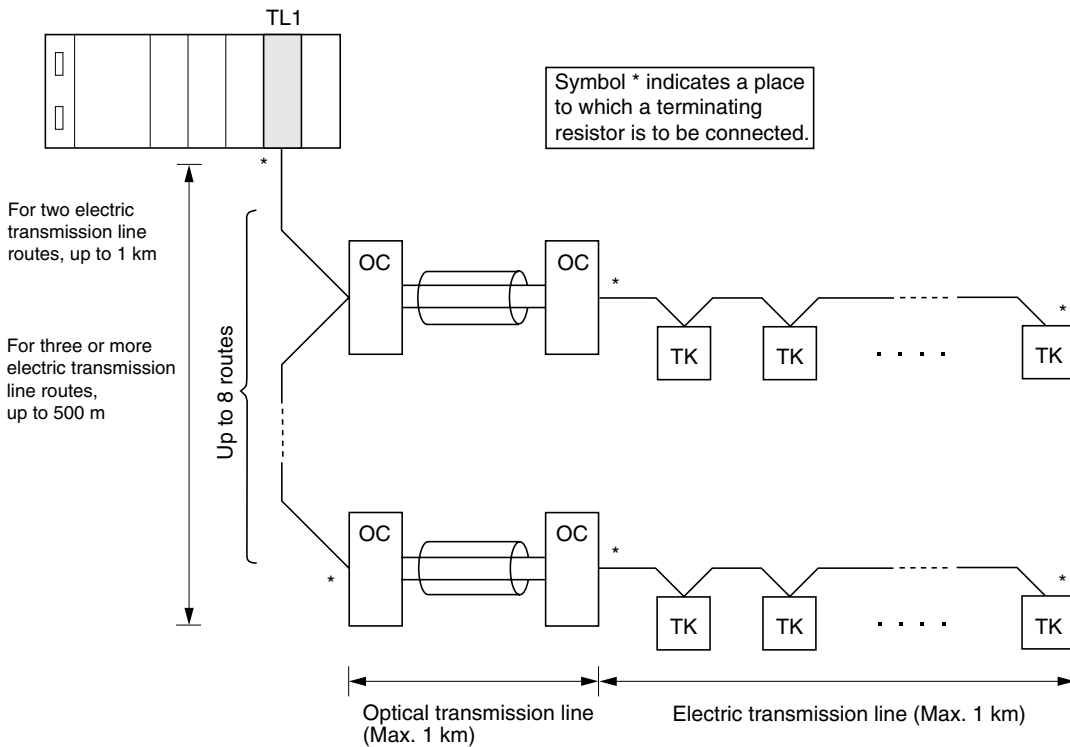 TL1
Symbol * indicates a place
to which a terminating
resistor is to be connected.
*
For two electric
transmission line
routes, up to 1 km
For three or more
electric transmission
line routes,
up to 500 m
Up to 8 routes
OC
OC
*
TK
TK
. . . .
*
TK
OC
OC
*
*
TK
TK
. . . .
*
TK
Optical transmission line
(Max. 1 km)
Electric transmission line (Max. 1 km)